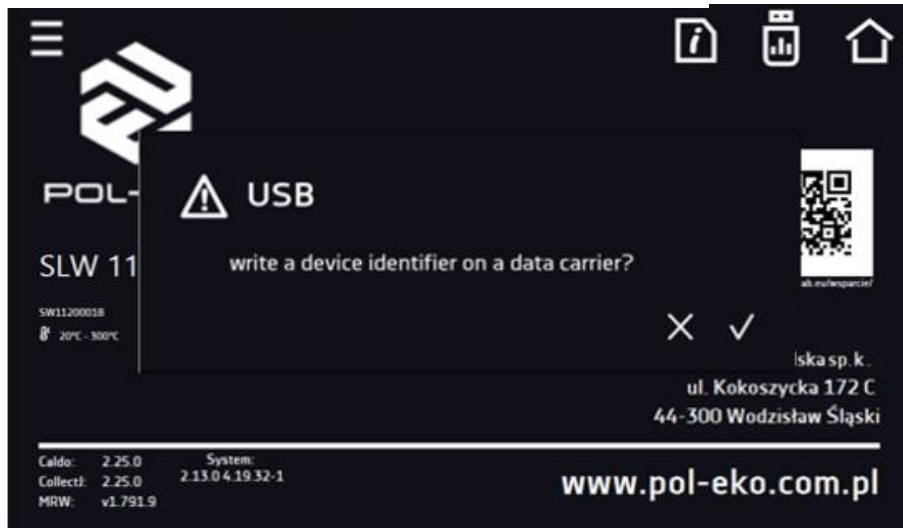 POL-
USB
write a device identifier on a data carrier?
SLW 11
SW11200018
20°C - 300°C
ab.eu/wsparcie/
lska sp. k.
ul. Kokoszycka 172 C
44-300 Wodzisław Śląski
Caldo: 2.25.0
CollectJ: 2.25.0
MRW: v1.791.9
System:
2.13.0 4.19.32-1
www.pol-eko.com.pl